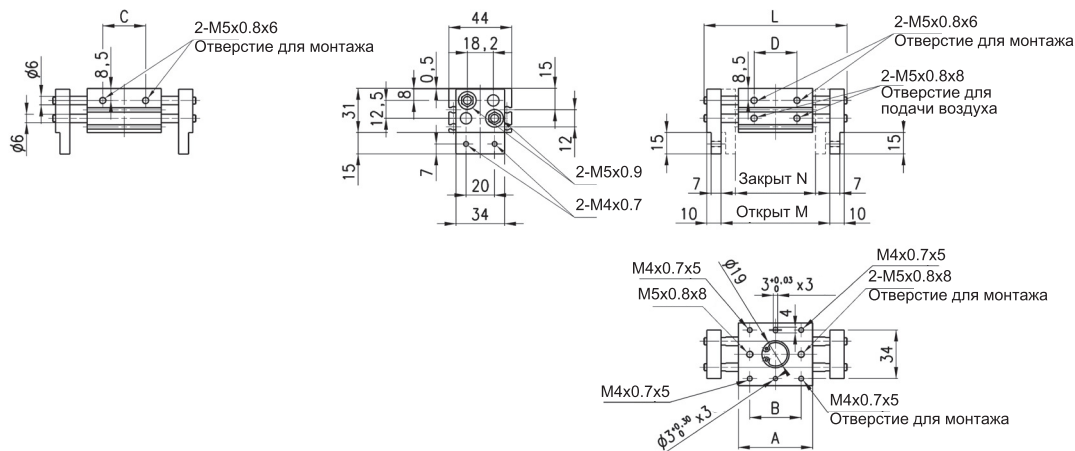 C
2-M5x0.8x6
Отверстие для монтажа
8,5
ϕ6
ϕ6
44
18,2
0,5
8
12,5
31
15
7
15
12
2-M5x0.9
2-M4x0.7
20
34
L
D
2-M5x0.8x6
Отверстие для монтажа
2-M5x0.8x8
Отверстие для
подачи воздуха
8,5
15
15
7
Закрыт N
7
10
Открыт M
10
M4x0.7x5
M5x0.8x8
ϕ19
3 +0,03 0 x3
4
M4x0.7x5
2-M5x0.8x8
Отверстие для монтажа
34
M4x0.7x5
ϕ3 +0,30 0 x3
M4x0.7x5
Отверстие для монтажа
B
A